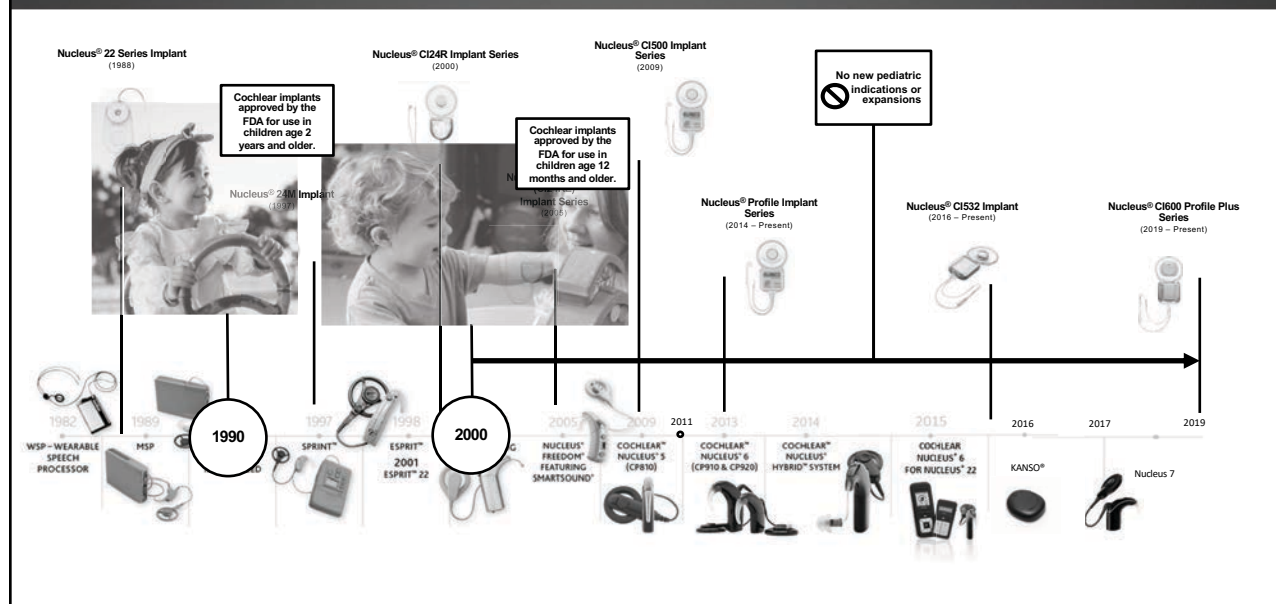 Nucleus® 22 Series Implant
(1988)
Cochlear implants
approved by the
FDA for use in
children age 2
years and older.
Nucleus® 24M Implant
(1997)
Nucleus® CI24R Implant Series
(2000)
Cochlear implants
approved by the
FDA for use in
children age 12
months and older.
Implant Series
(2005)
Nucleus® CI500 Implant
Series
(2009)
Nucleus® Profile Implant
Series
(2014 – Present)
No new pediatric
indications or
expansions
Nucleus® CI532 Implant
(2016 – Present)
Nucleus® CI600 Profile Plus
Series
(2019 – Present)
1982
WSP – WEARABLE
SPEECH
PROCESSOR
1989
MSP
1990
1997
SPRINT™
1998
ESPRIT™
2001
ESPRIT™ 22
2000
2005
NUCLEUS®
FREEDOM®
FEATURING
SMARTSOUND®
2009
COCHLEAR™
NUCLEUS® 5
(CP810)
2011
2013
COCHLEAR™
NUCLEUS® 6
(CP910 & CP920)
2014
COCHLEAR™
NUCLEUS®
HYBRID™ SYSTEM
2015
COCHLEAR
NUCLEUS® 6
FOR NUCLEUS® 22
2016
KANSO®
2017
Nucleus 7
2019